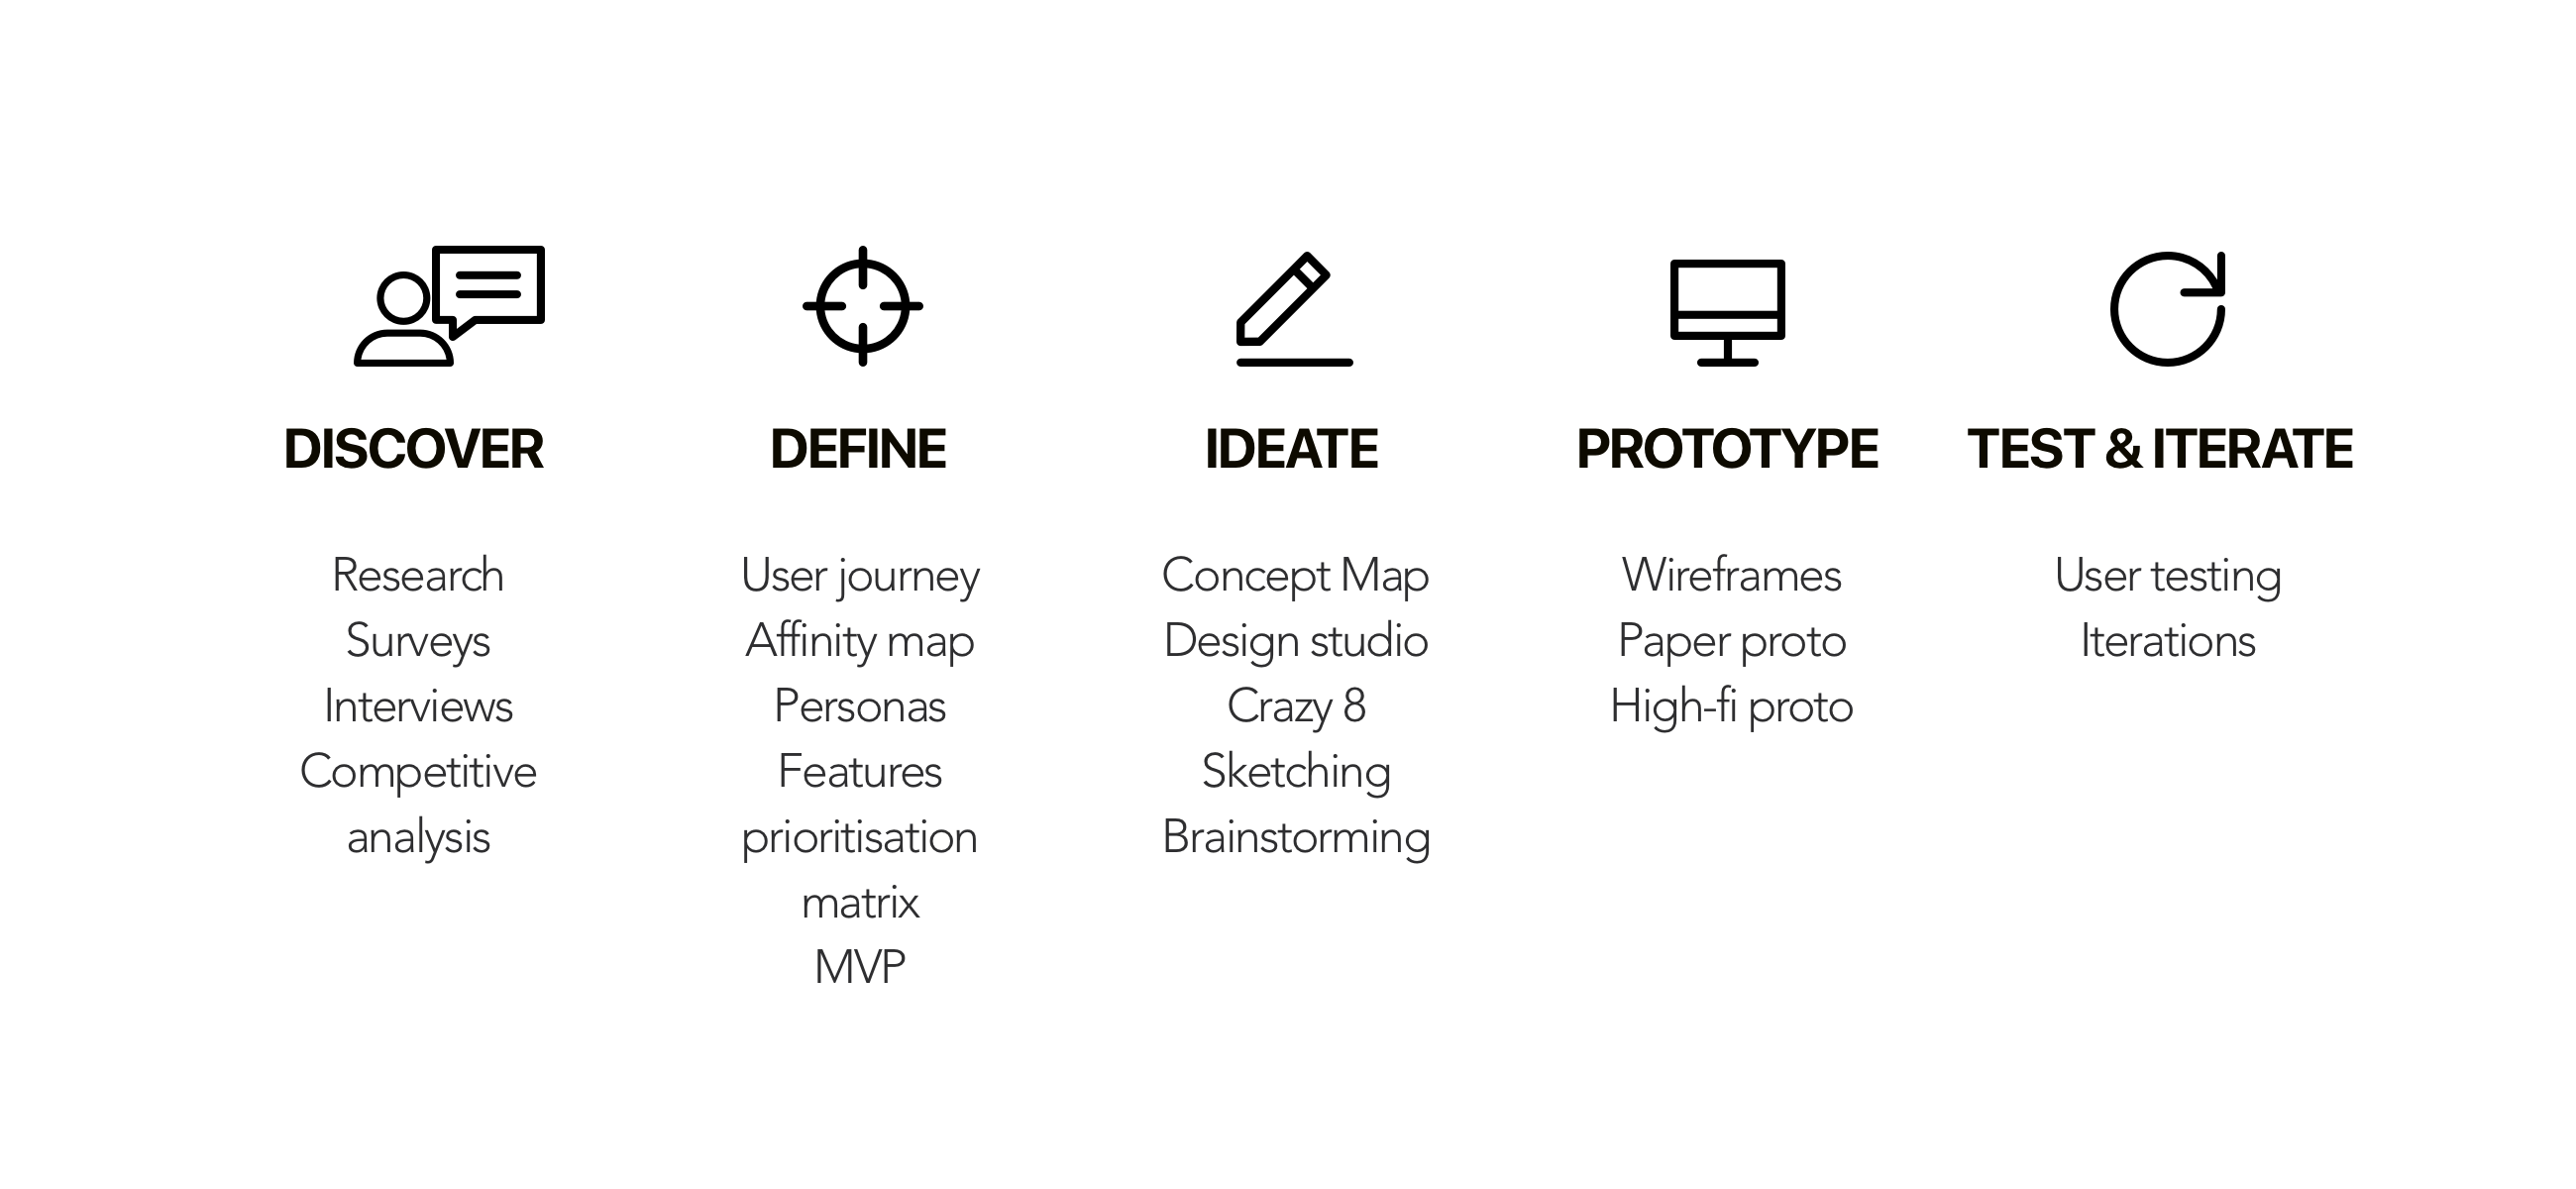 DISCOVER
Research
Surveys
Interviews
Competitive
analysis
DEFINE
User journey
Affinity map
Personas
Features
prioritisation
matrix
MVP
IDEATE
Concept Map
Design studio
Crazy 8
Sketching
Brainstorming
PROTOTYPE
Wireframes
Paper proto
High-fi proto
TEST & ITERATE
User testing
Iterations